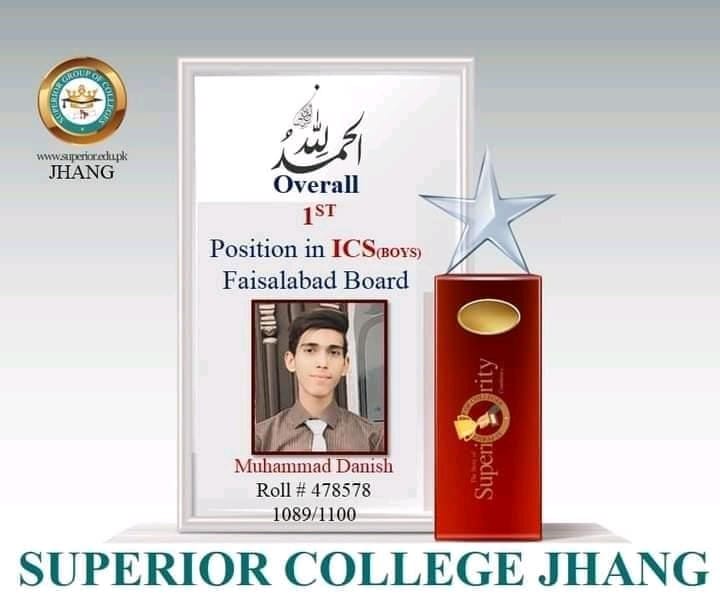 SUPERIOR GROUP OF COLLEGES
www.superior.edu.pk
JHANG
الحمد لله
Overall
1ST
Position in ICS(BOYS)
Faisalabad Board
Muhammad Danish
Roll # 478578
1089/1100
Superiority
SUPERIOR COLLEGE JHANG